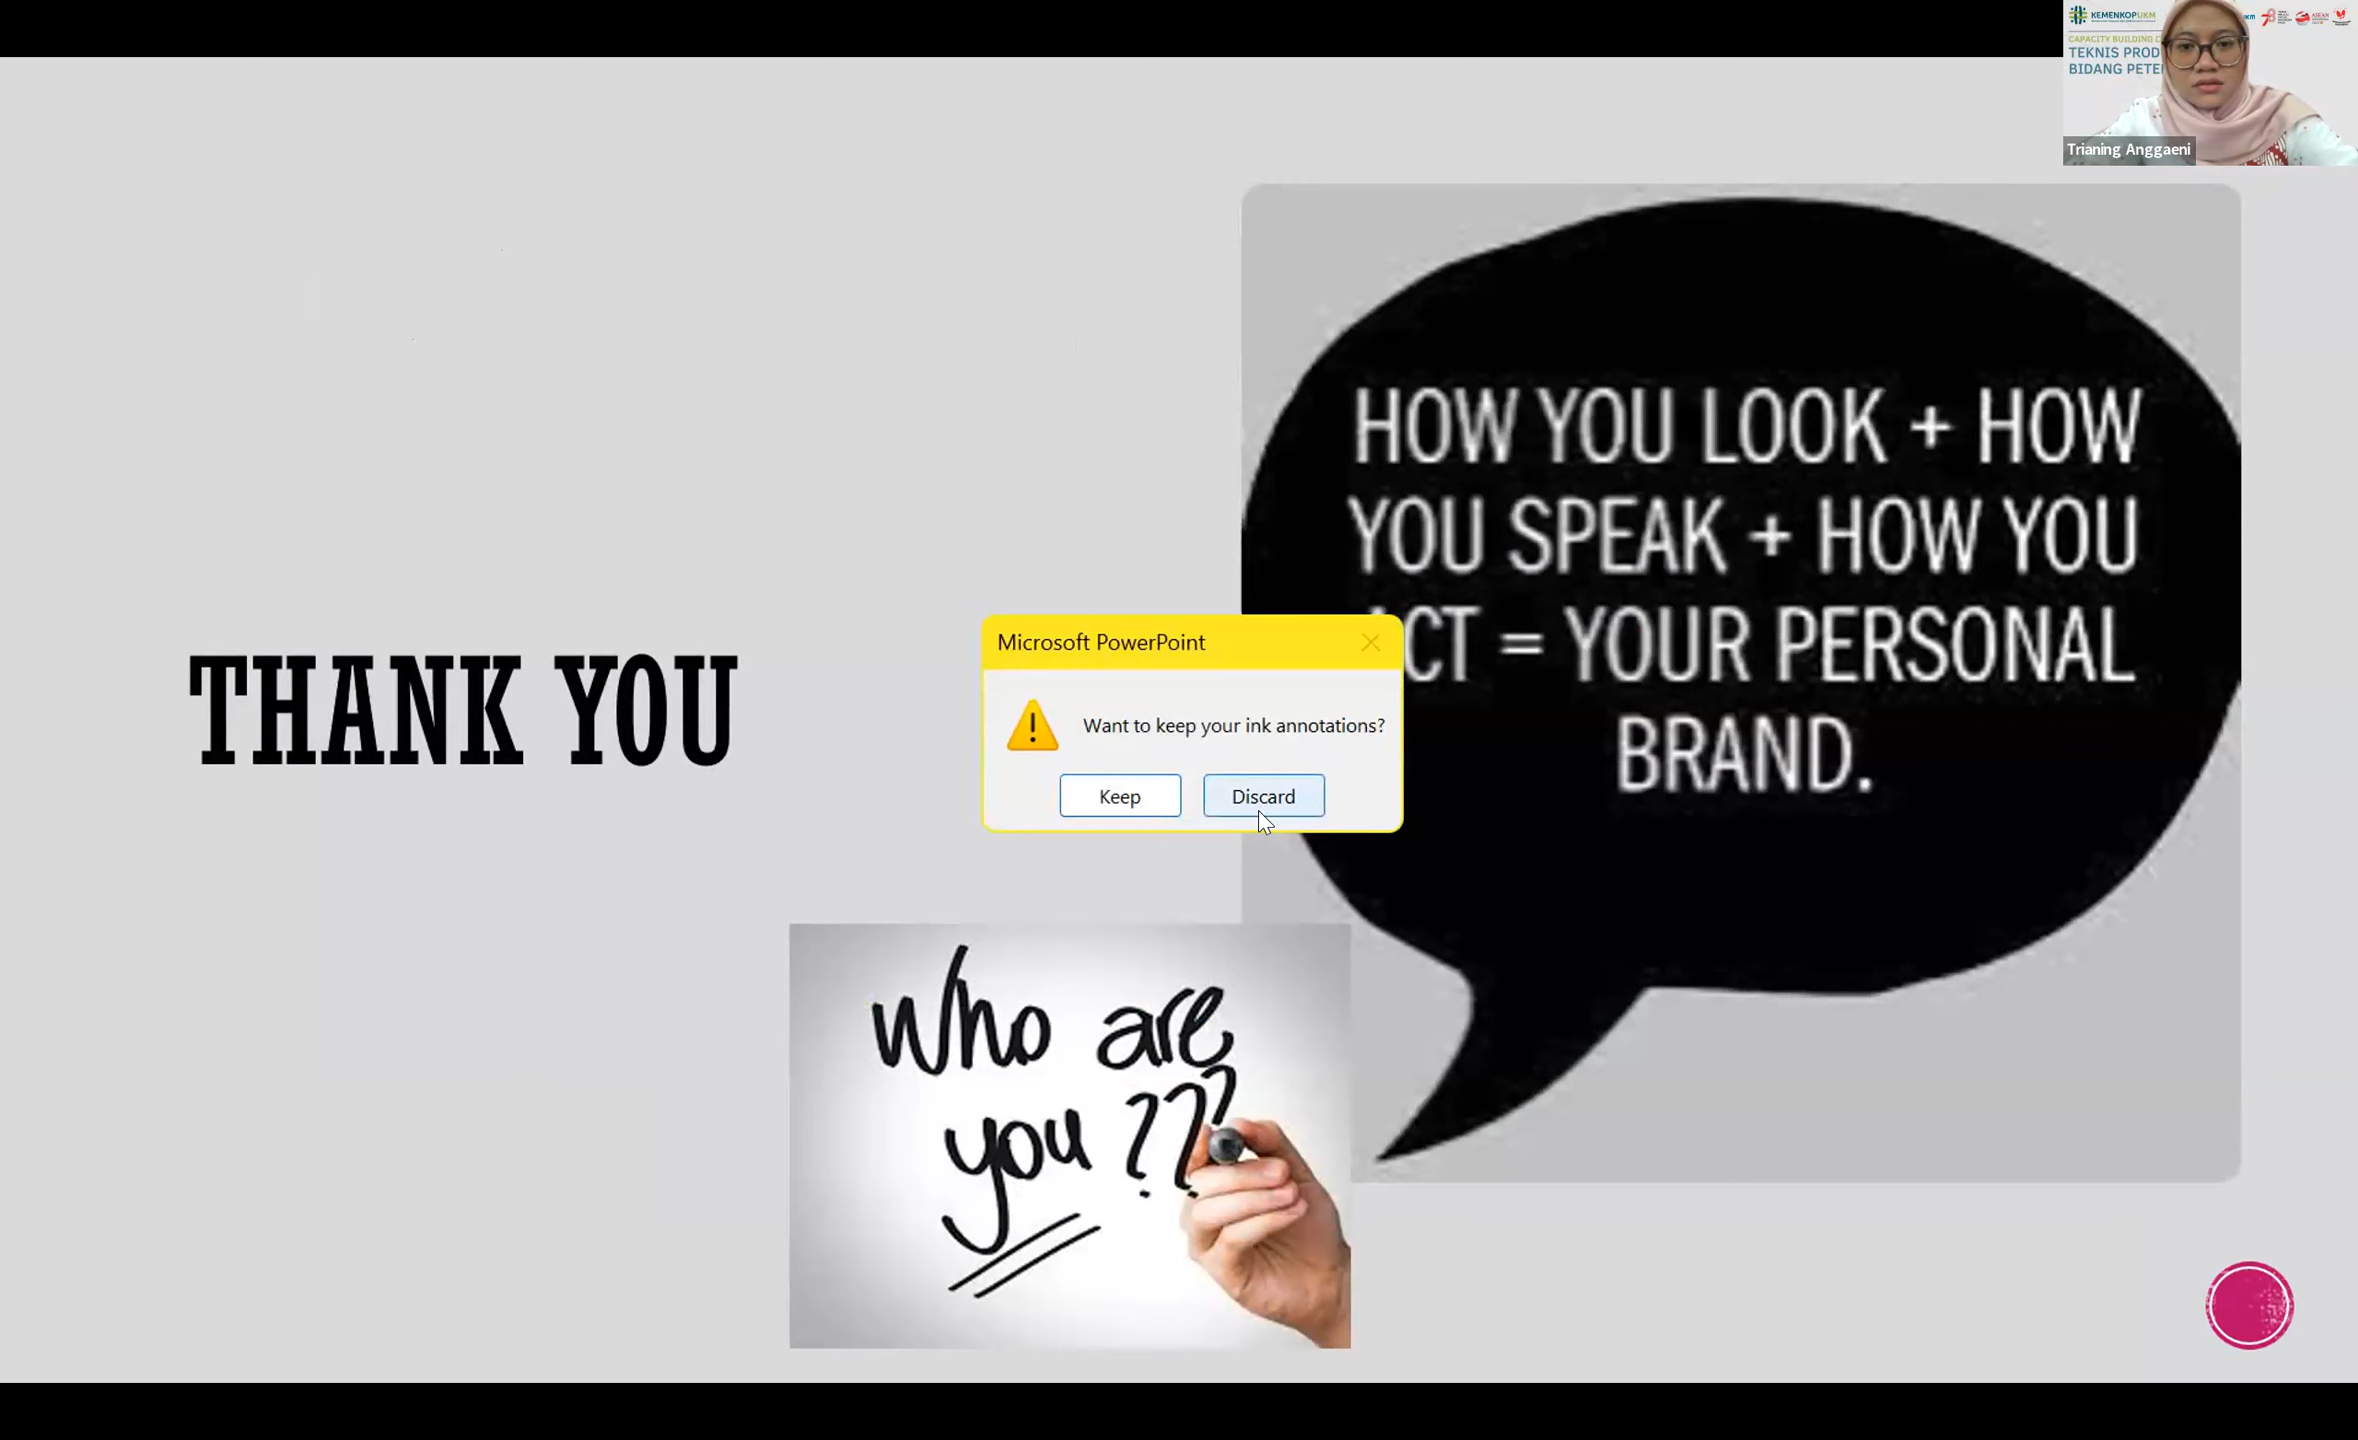 KEMENKOPUKM
CAPACITY BUILDING
TEKNIS PROD
BIDANG PETE
Trianing Anggaeni
HOW YOU LOOK + HOW
YOU SPEAK + HOW YOU
CT = YOUR PERSONAL
BRAND.
THANK YOU
Microsoft PowerPoint
Want to keep your ink annotations?
Keep
Discard
Who are
you ???